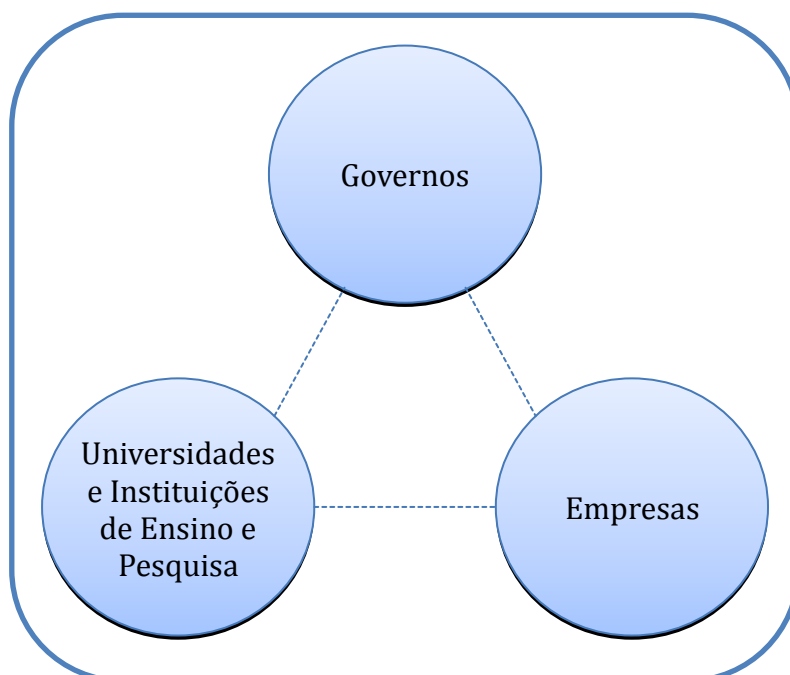 Governos
Universidades
e Instituições
de Ensino e
Pesquisa
Empresas